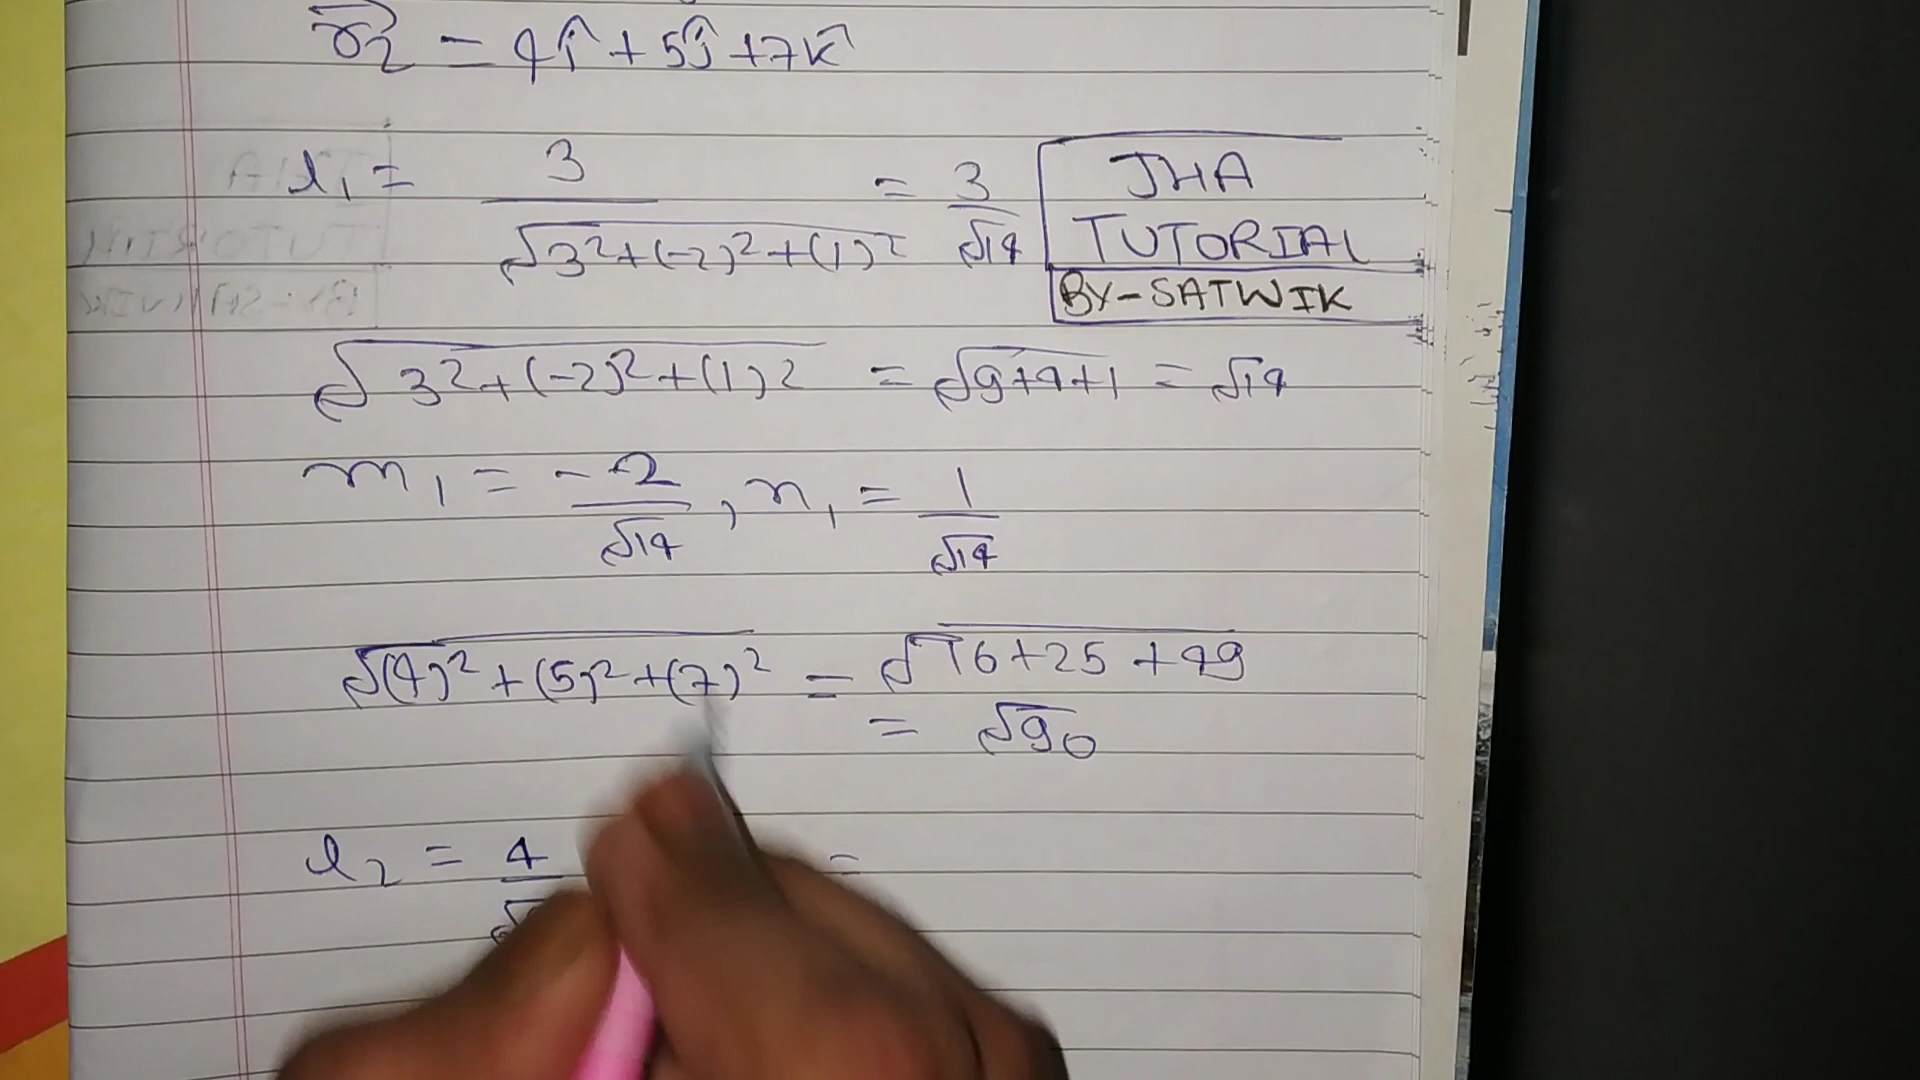 r₂ = 4î + 5ĵ + 7k̂
l₁ = 3/√(3²+(-2)²+(1)²) = 3/√14
JHA
TUTORIAL
BY-SATWIK
√(3²+(-2)²+(1)²) = √(9+4+1) = √14
m₁ = -2/√14, n₁ = 1/√14
√((4)²+(5)²+(7)²) = √(16+25+49)
= √90
l₂ = 4 =